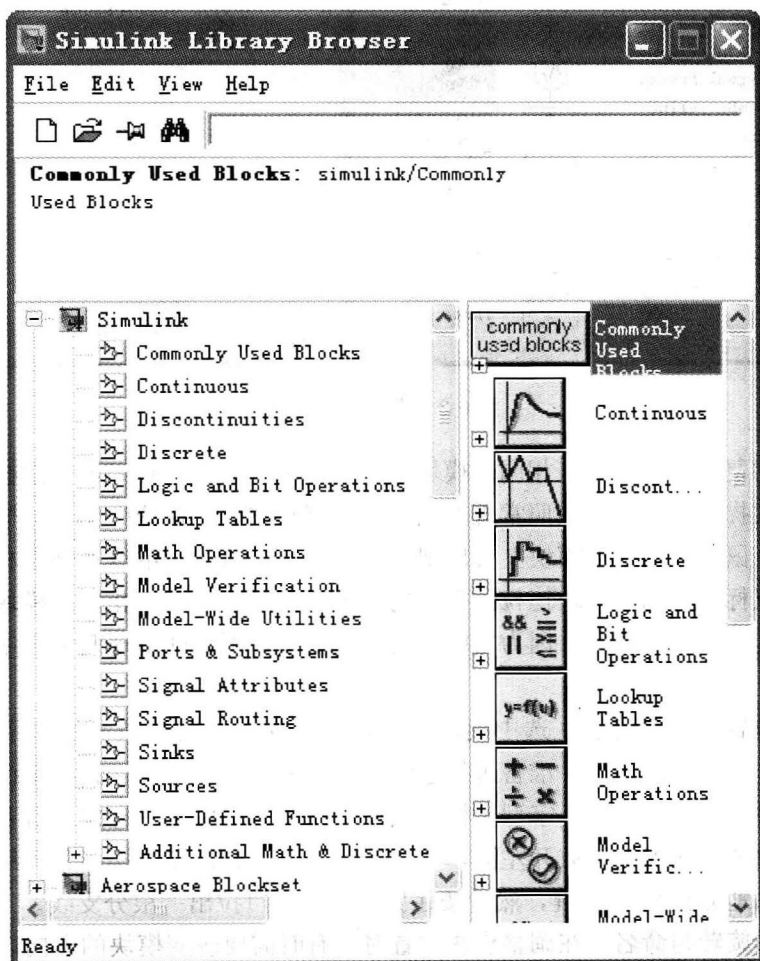 Simulink Library Browser
File Edit View Help
Commonly Used Blocks: simulink/Commonly
Used Blocks
Simulink
Commonly Used Blocks
Continuous
Discontinuities
Discrete
Logic and Bit Operations
Lookup Tables
Math Operations
Model Verification
Model-Wide Utilities
Ports & Subsystems
Signal Attributes
Signal Routing
Sinks
Sources
User-Defined Functions
Additional Math & Discrete
Aerospace Blockset
commonly
used blocks
Commonly
Used
Blocks
Continuous
Discont...
Discrete
&& ||
Logic and
Bit
Operations
y=f(u)
Lookup
Tables
+ −
÷ ×
Math
Operations
Model
Verific...
Model-Wide
Ready